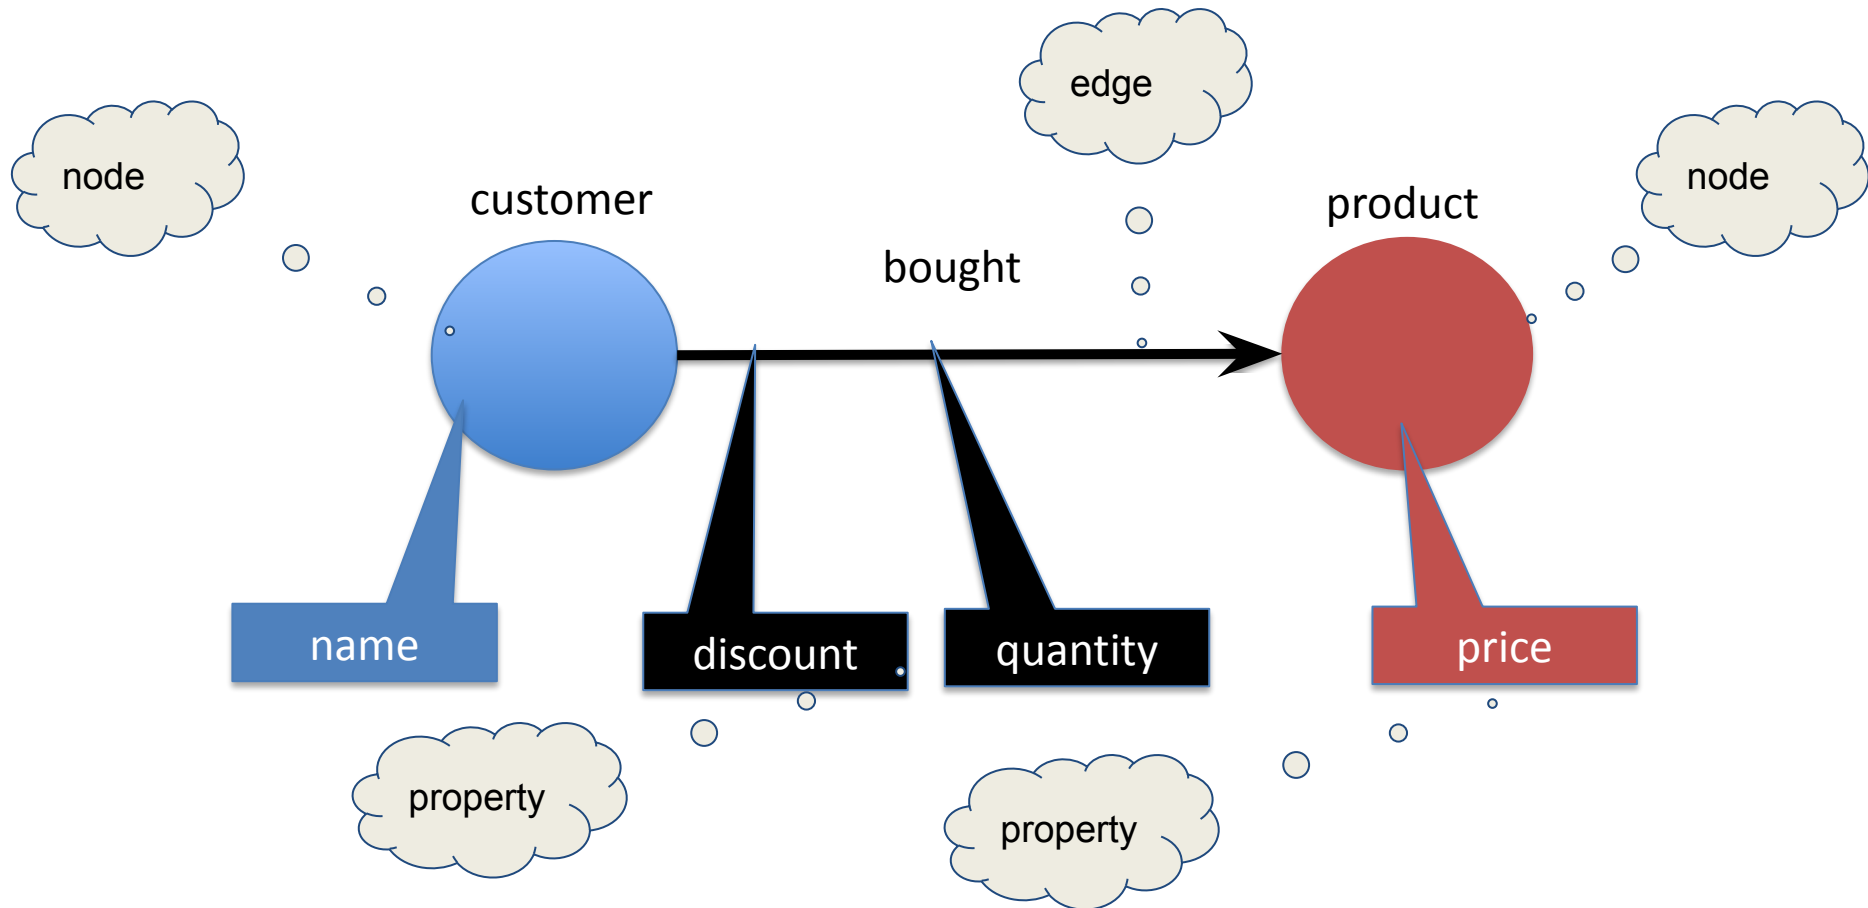 edge
node
node
customer
product
bought
name
discount
quantity
price
property
property